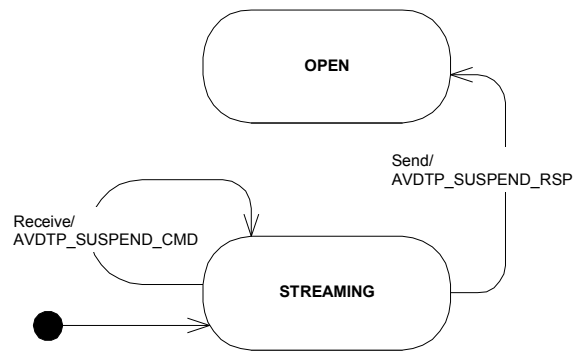 OPEN
Send/
AVDTP_SUSPEND_RSP
Receive/
AVDTP_SUSPEND_CMD
STREAMING